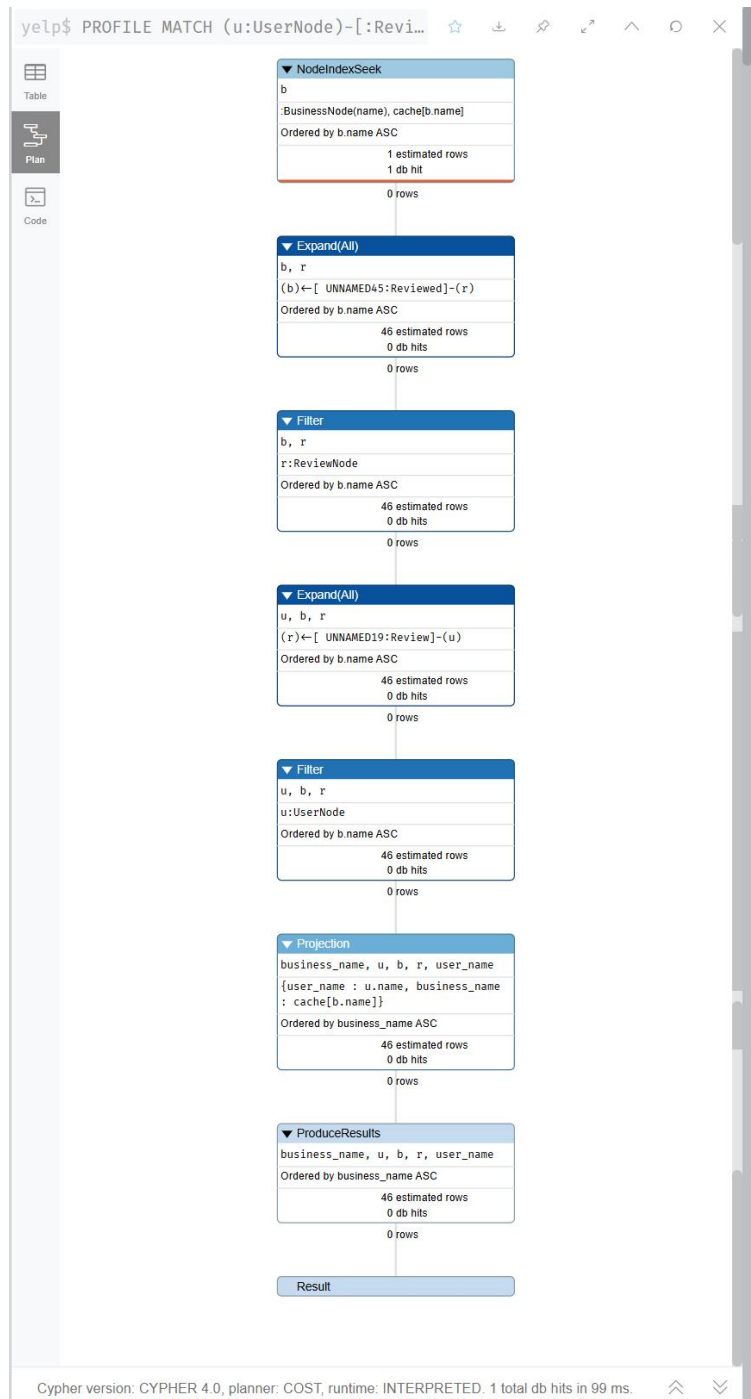 yelp$ PROFILE MATCH (u:UserNode)-[:Revi…
Table
Plan
Code
NodeIndexSeek
b
:BusinessNode(name), cache[b.name]
Ordered by b.name ASC
1 estimated rows
1 db hit
0 rows
Expand(All)
b, r
(b)←[ UNNAMED45:Reviewed]-(r)
Ordered by b.name ASC
46 estimated rows
0 db hits
0 rows
Filter
b, r
r:ReviewNode
Ordered by b.name ASC
46 estimated rows
0 db hits
0 rows
Expand(All)
u, b, r
(r)←[ UNNAMED19:Review]-(u)
Ordered by b.name ASC
46 estimated rows
0 db hits
0 rows
Filter
u, b, r
u:UserNode
Ordered by b.name ASC
46 estimated rows
0 db hits
0 rows
Projection
business_name, u, b, r, user_name
{user_name : u.name, business_name
: cache[b.name]}
Ordered by business_name ASC
46 estimated rows
0 db hits
0 rows
ProduceResults
business_name, u, b, r, user_name
Ordered by business_name ASC
46 estimated rows
0 db hits
0 rows
Result
Cypher version: CYPHER 4.0, planner: COST, runtime: INTERPRETED. 1 total db hits in 99 ms.